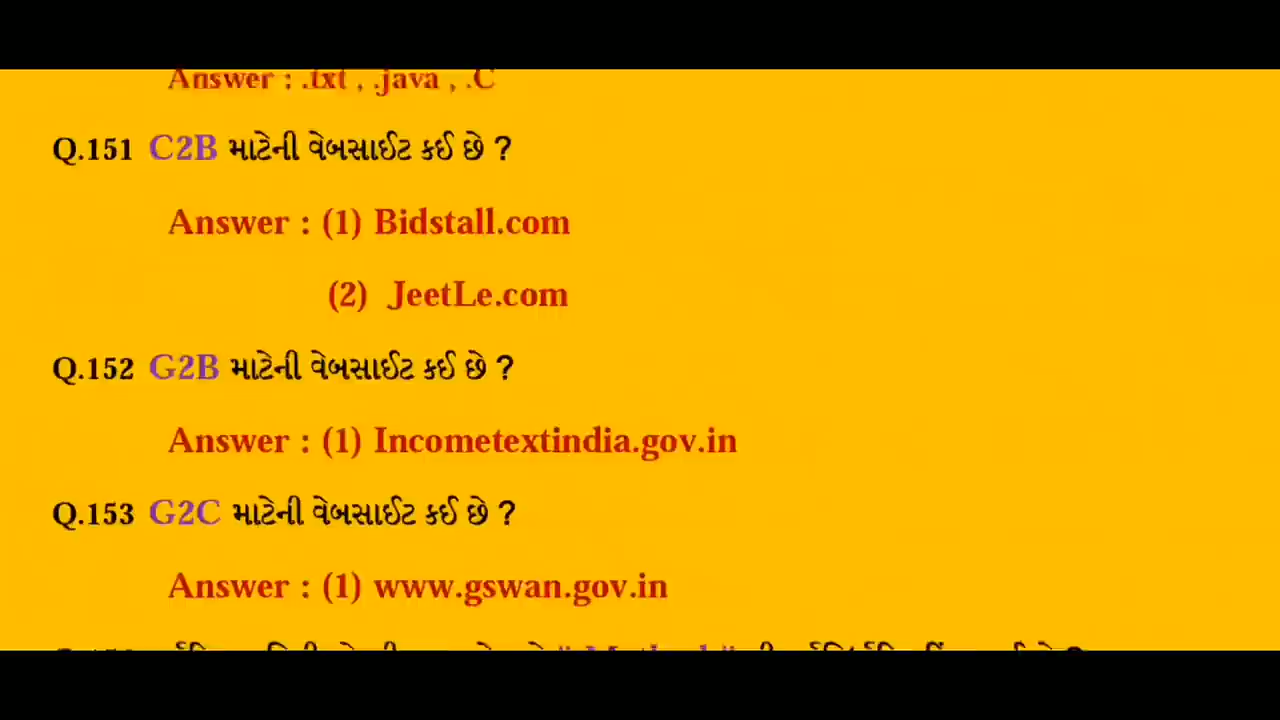 Answer : .txt , .java , .C
Q.151 C2B માટેની વેબસાઈટ કઈ છે ?
Answer : (1) Bidstall.com
(2) JeetLe.com
Q.152 G2B માટેની વેબસાઈટ કઈ છે ?
Answer : (1) Incometextindia.gov.in
Q.153 G2C માટેની વેબસાઈટ કઈ છે ?
Answer : (1) www.gswan.gov.in